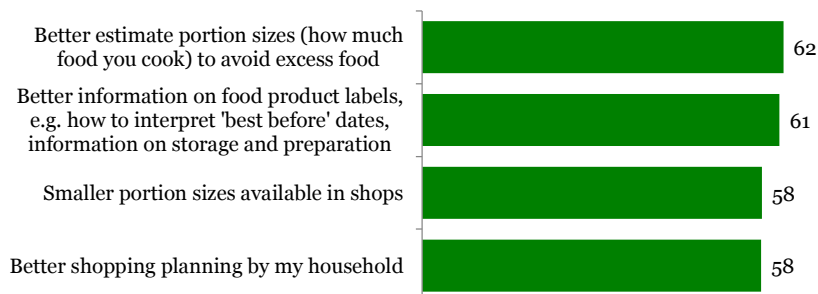 Better estimate portion sizes (how much
food you cook) to avoid excess food
62
Better information on food product labels,
e.g. how to interpret 'best before' dates,
information on storage and preparation
61
Smaller portion sizes available in shops
58
Better shopping planning by my household
58